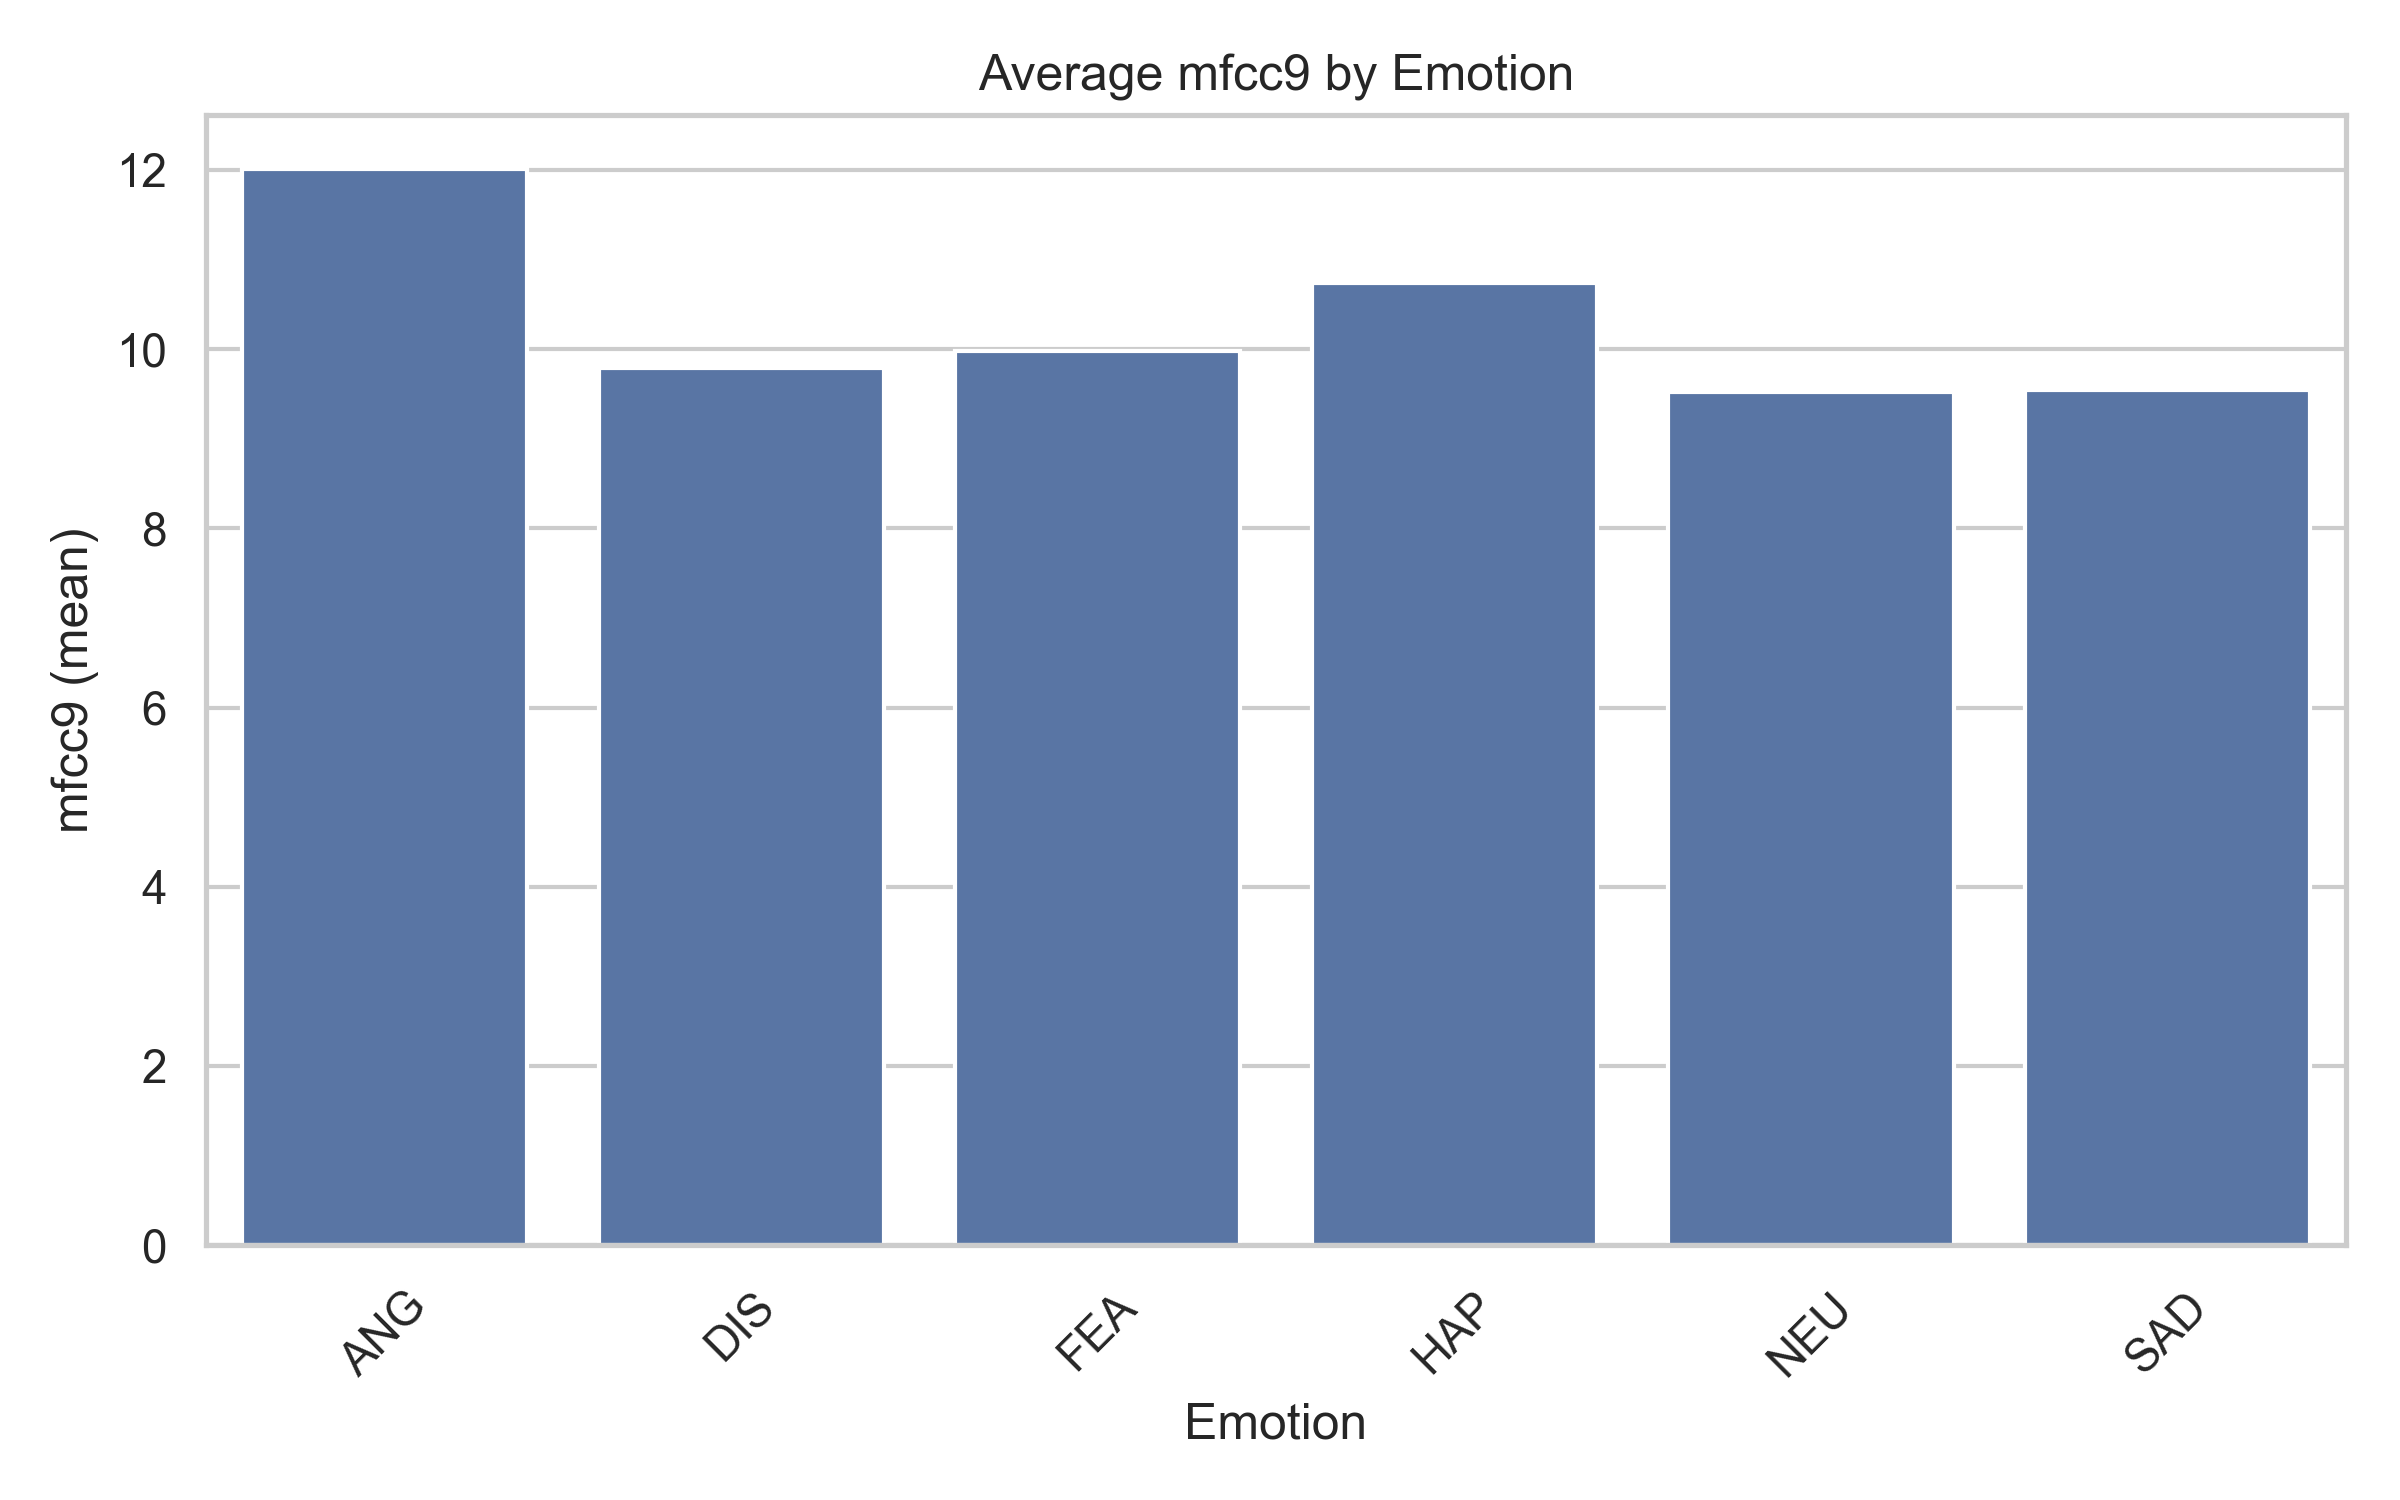 Average mfcc9 by Emotion
mfcc9 (mean)
12
10
8
6
4
2
0
ANG
DIS
FEA
HAP
NEU
SAD
Emotion